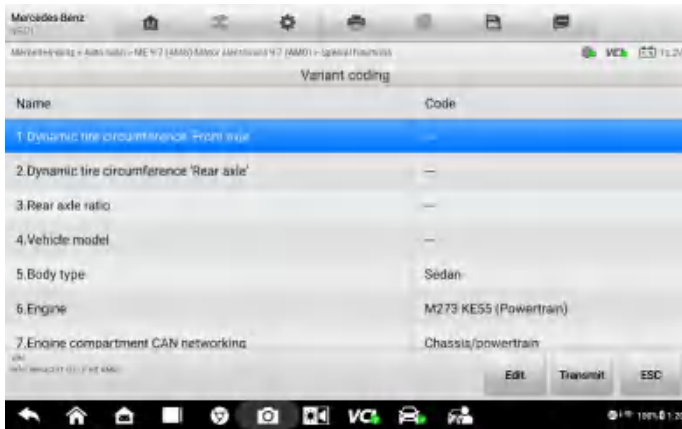 Mercedes-Benz
VCI
Variant coding
Name Code
1.Dynamic tire circumference 'Front axle' ---
2.Dynamic tire circumference 'Rear axle' ---
3.Rear axle ratio ---
4.Vehicle model ---
5.Body type Sedan
6.Engine M273 KE55 (Powertrain)
7.Engine compartment CAN networking Chassis/powertrain
Edit Transmit ESC
VCI